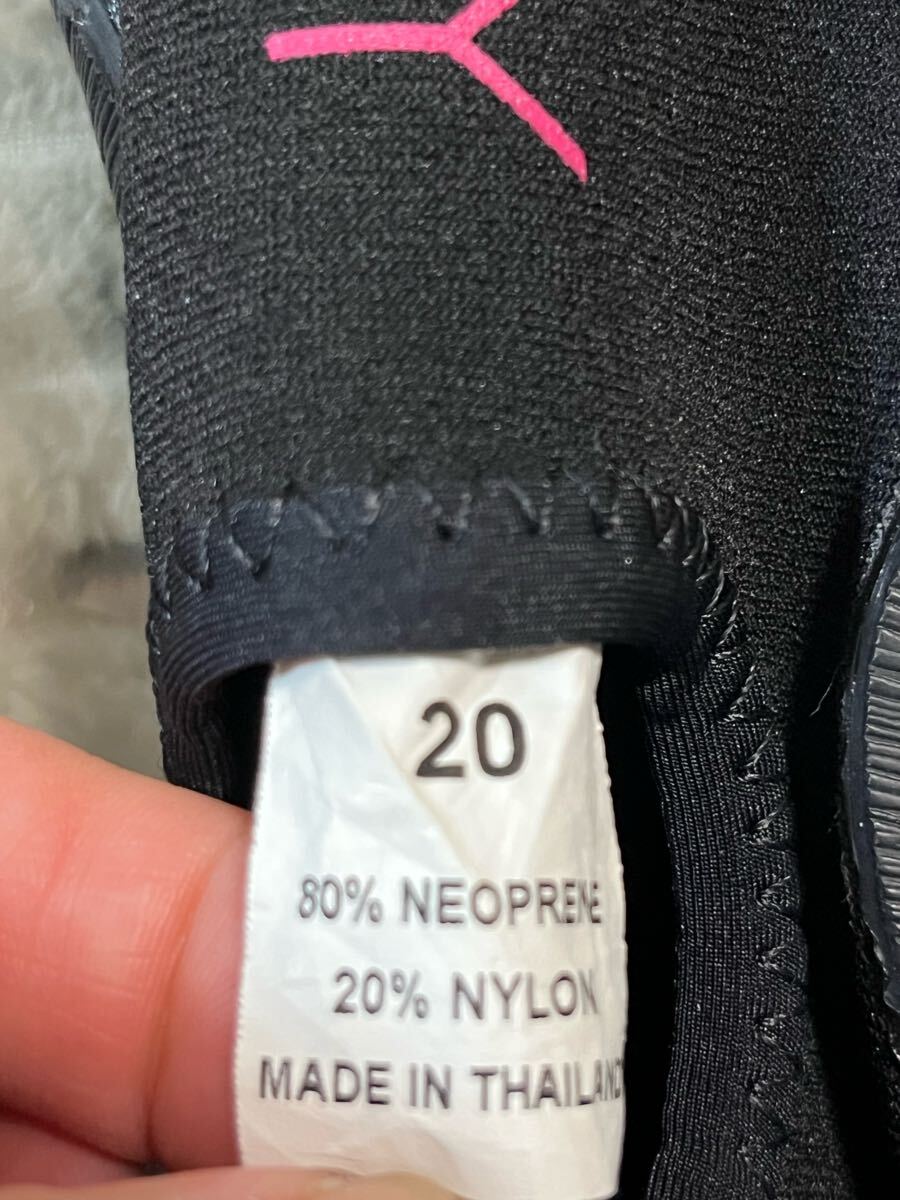 20
80% NEOPRENE
20% NYLON
MADE IN THAILAND